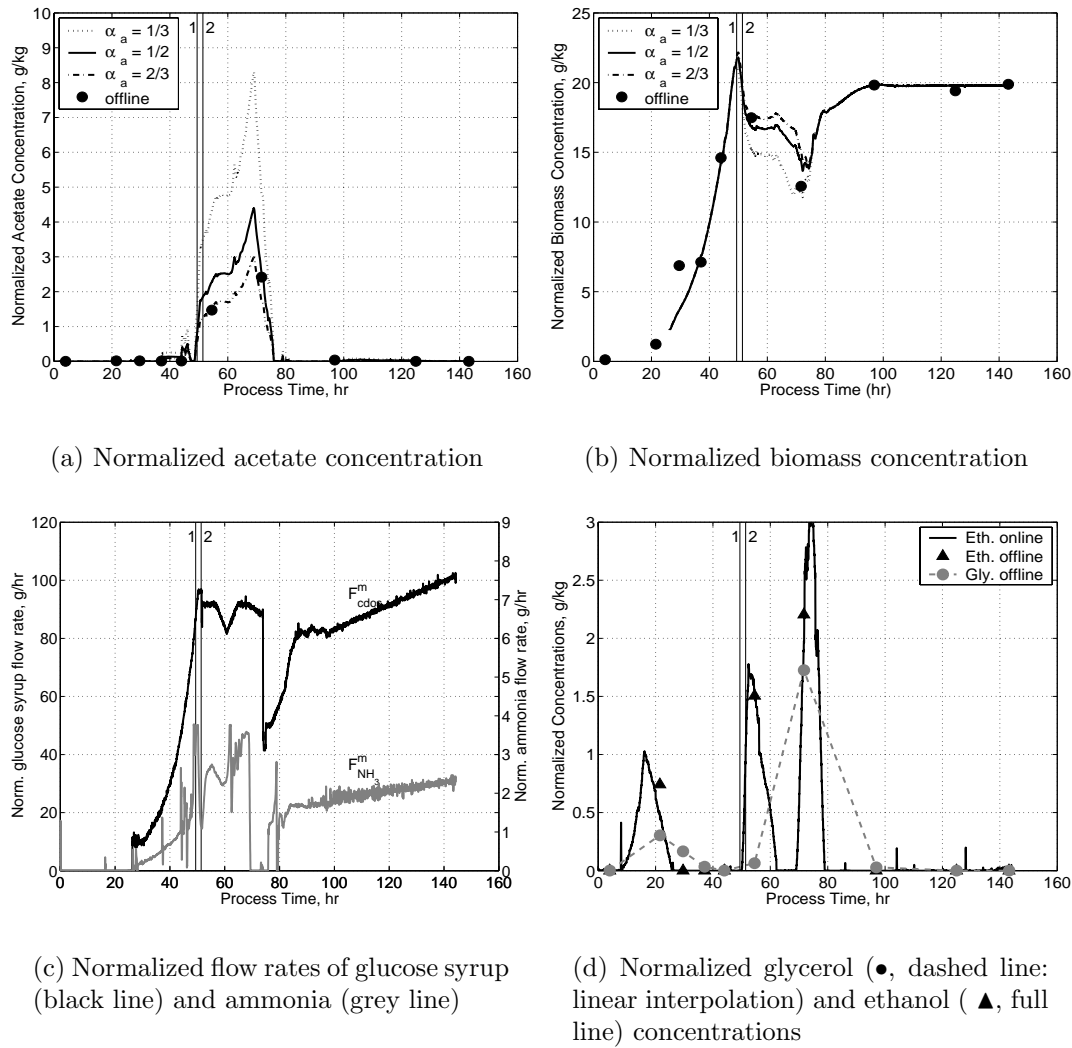 10
9
8
7
6
5
4
3
2
1
0
Normalized Acetate Concentration, g/kg
1 2
α a = 1/3
α a = 1/2
α a = 2/3
offline
0 20 40 60 80 100 120 140 160
Process Time, hr
(a) Normalized acetate concentration
25
20
15
10
5
0
Normalized Biomass Concentration, g/kg
1 2
α a = 1/3
α a = 1/2
α a = 2/3
offline
0 20 40 60 80 100 120 140 160
Process Time (hr)
(b) Normalized biomass concentration
120
100
80
60
40
20
0
Norm. glucose syrup flow rate, g/hr
1 2
F m cdos
F m NH 3
9
8
7
6
5
4
3
2
1
0
Norm. ammonia flow rate, g/hr
0 20 40 60 80 100 120 140 160
Process Time, hr
(c) Normalized flow rates of glucose syrup
(black line) and ammonia (grey line)
3
2.5
2
1.5
1
0.5
0
Normalized Concentrations, g/kg
1 2
Eth. online
Eth. offline
Gly. offline
0 20 40 60 80 100 120 140 160
Process Time, hr
(d) Normalized glycerol (●, dashed line:
linear interpolation) and ethanol ( ▲, full
line) concentrations